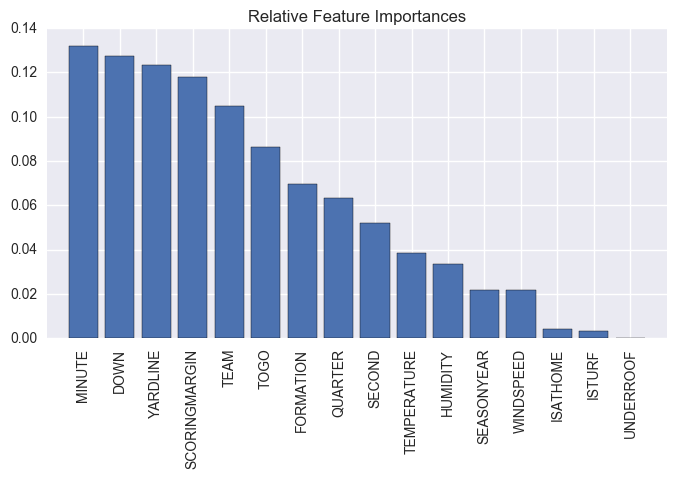 Relative Feature Importances
0.14
0.12
0.10
0.08
0.06
0.04
0.02
0.00
MINUTE
DOWN
YARDLINE
SCORINGMARGIN
TEAM
TOGO
FORMATION
QUARTER
SECOND
TEMPERATURE
HUMIDITY
SEASONYEAR
WINDSPEED
ISATHOME
ISTURF
UNDERROOF